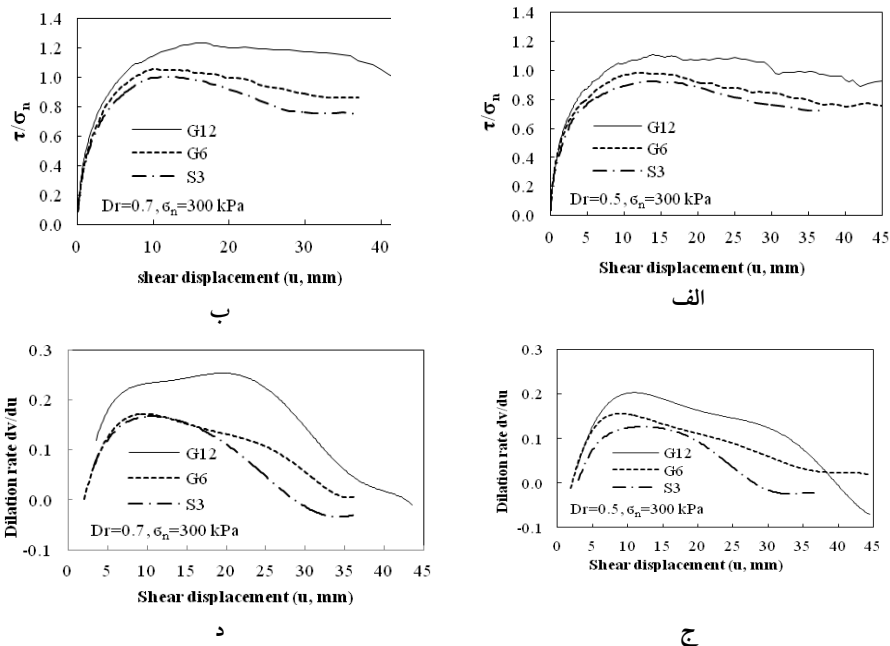 1.4
1.2
1.0
0.8
0.6
0.4
0.2
0.0
τ/σn
G12
G6
S3
Dr=0.7, σn=300 kPa
0 10 20 30 40
shear displacement (u, mm)
ب
1.4
1.2
1.0
0.8
0.6
0.4
0.2
0.0
τ/σn
G12
G6
S3
Dr=0.5, σn=300 kPa
0 5 10 15 20 25 30 35 40 45
Shear displacement (u, mm)
الف
0.3
0.2
0.1
0.0
-0.1
Dilation rate dv/du
G12
G6
S3
Dr=0.7, σn=300 kPa
0 5 10 15 20 25 30 35 40 45
Shear displacement (u, mm)
د
0.3
0.2
0.1
0.0
-0.1
Dilation rate dv/du
G12
G6
S3
Dr=0.5, σn=300 kPa
0 5 10 15 20 25 30 35 40 45
Shear displacement (u, mm)
ج